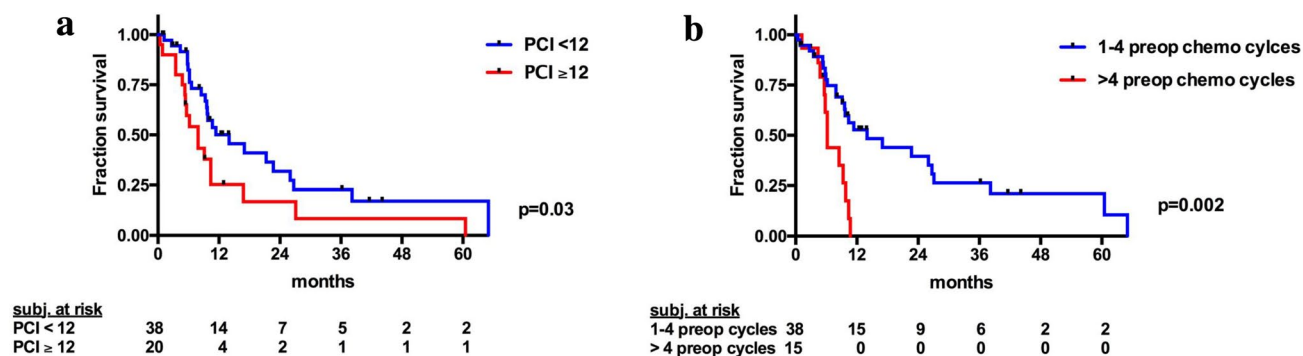 a
PCI <12
PCI ≥12
Fraction survival
1.00
0.75
0.50
0.25
0.00
0 12 24 36 48 60
months
p=0.03
subj. at risk
PCI < 12 38 14 7 5 2 2
PCI ≥ 12 20 4 2 1 1 1
b
1-4 preop chemo cylces
>4 preop chemo cycles
Fraction survival
1.00
0.75
0.50
0.25
0.00
0 12 24 36 48 60
months
p=0.002
subj. at risk
1-4 preop cycles 38 15 9 6 2 2
> 4 preop cycles 15 0 0 0 0 0